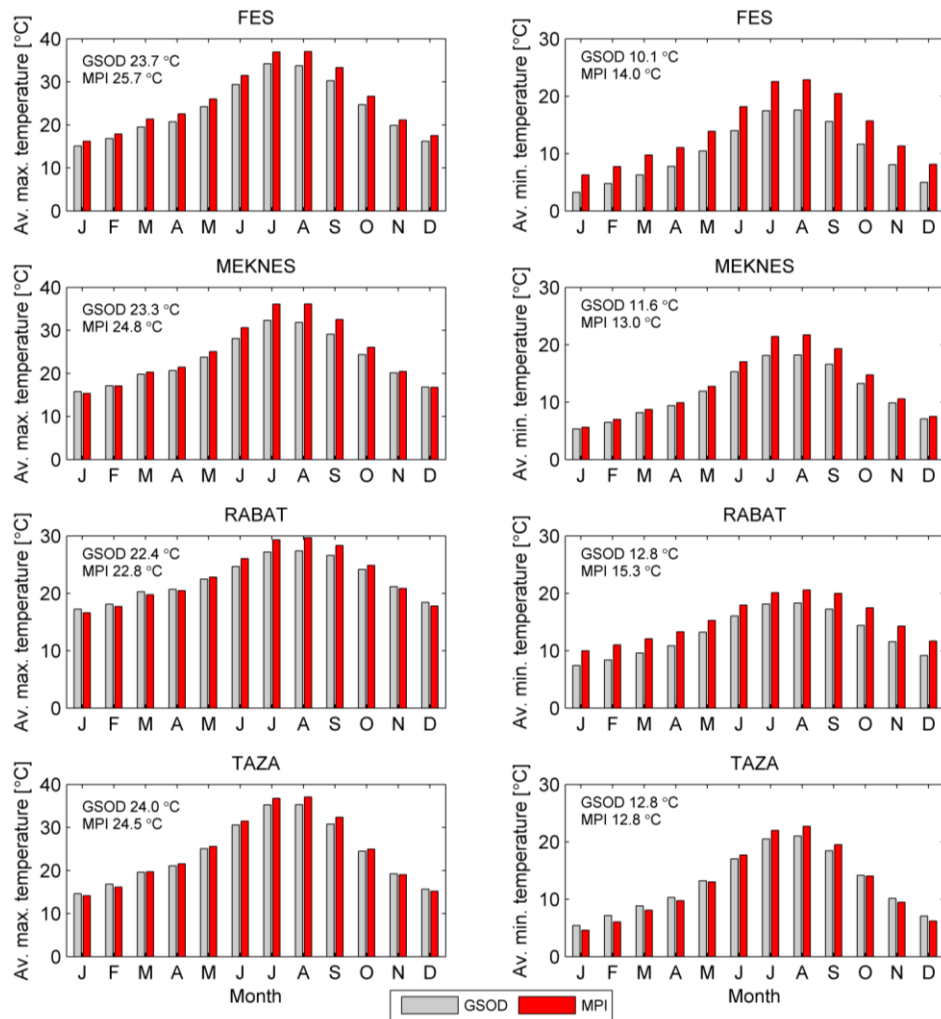 FES
Av. max. temperature [°C]
40
30
20
10
0
GSOD 23.7 °C
MPI 25.7 °C
J F M A M J J A S O N D
FES
Av. min. temperature [°C]
30
20
10
0
GSOD 10.1 °C
MPI 14.0 °C
J F M A M J J A S O N D
MEKNES
Av. max. temperature [°C]
40
30
20
10
0
GSOD 23.3 °C
MPI 24.8 °C
J F M A M J J A S O N D
MEKNES
Av. min. temperature [°C]
30
20
10
0
GSOD 11.6 °C
MPI 13.0 °C
J F M A M J J A S O N D
RABAT
Av. max. temperature [°C]
30
20
10
0
GSOD 22.4 °C
MPI 22.8 °C
J F M A M J J A S O N D
RABAT
Av. min. temperature [°C]
30
20
10
0
GSOD 12.8 °C
MPI 15.3 °C
J F M A M J J A S O N D
TAZA
Av. max. temperature [°C]
40
30
20
10
0
GSOD 24.0 °C
MPI 24.5 °C
J F M A M J J A S O N D
Month
TAZA
Av. min. temperature [°C]
30
20
10
0
GSOD 12.8 °C
MPI 12.8 °C
J F M A M J J A S O N D
Month
GSOD MPI